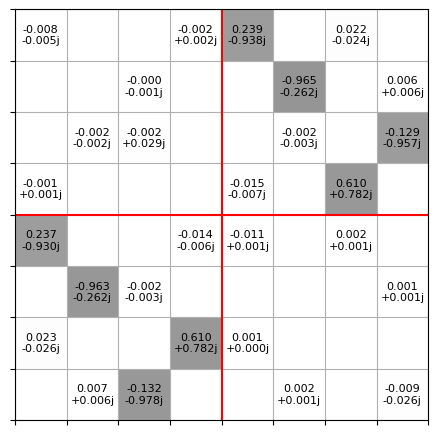 -0.008 -0.002 0.239 0.022
-0.005j +0.002j -0.938j -0.024j
-0.000 -0.965 0.006
-0.001j -0.262j +0.006j
-0.002 -0.002 -0.002 -0.129
-0.002j +0.029j -0.003j -0.957j
-0.001 -0.015 0.610
+0.001j -0.007j +0.782j
0.237 -0.014 -0.011 0.002
-0.930j -0.006j +0.001j +0.001j
-0.963 -0.002 0.001
-0.262j -0.003j +0.001j
0.023 0.610 0.001
-0.026j +0.782j +0.000j
0.007 -0.132 0.002 -0.009
+0.006j -0.978j +0.001j -0.026j